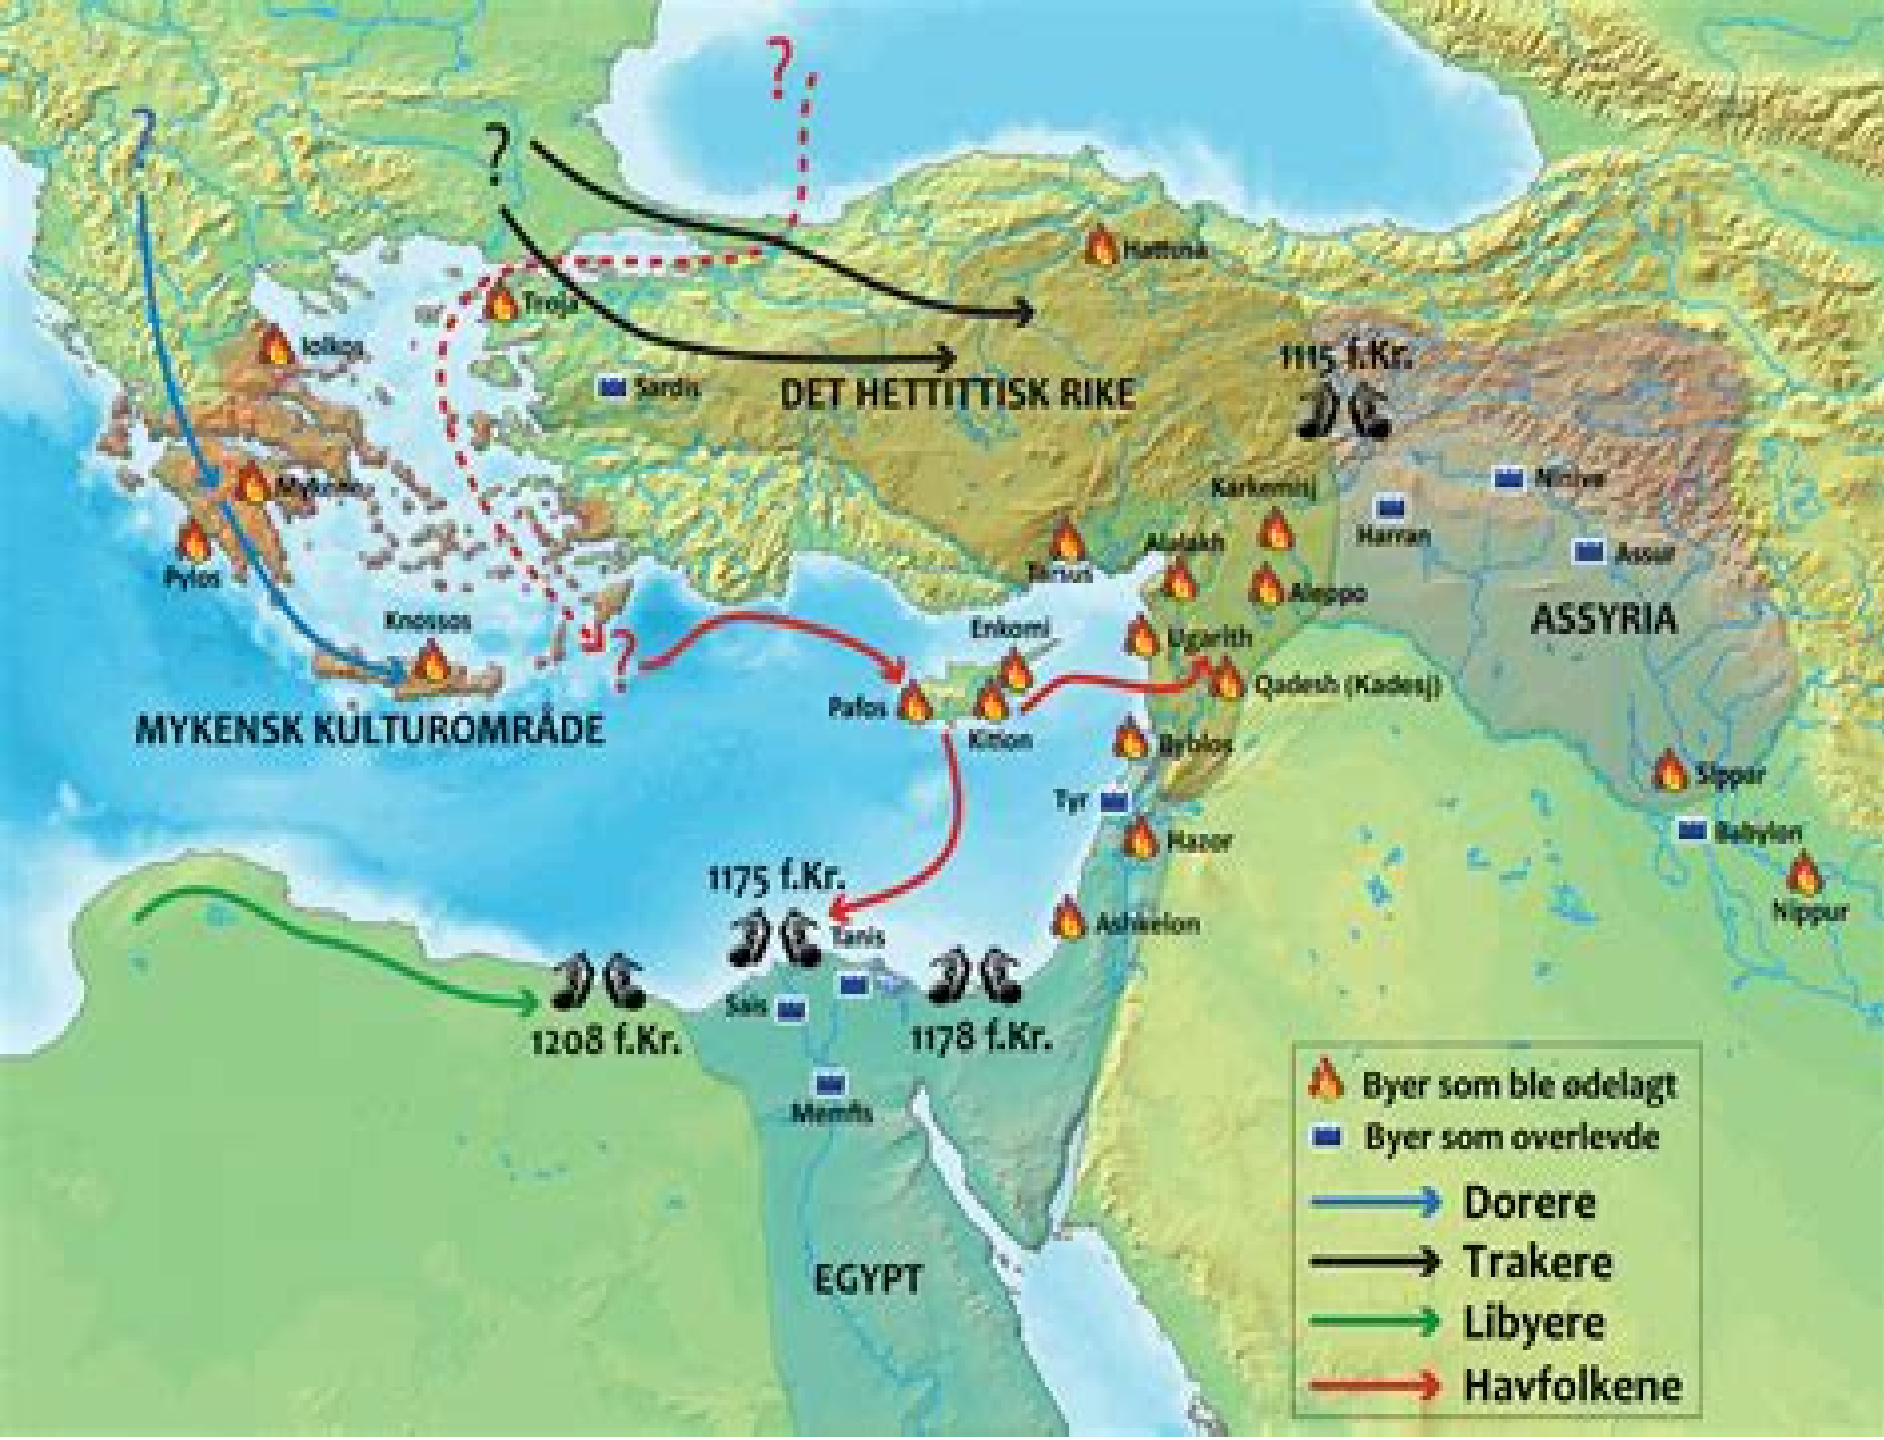 ?
?
?
Hattusa
Troja
Iolkos
1115 f.Kr.
Sardis
DET HETTITTISK RIKE
Mykene
Karkemisj
Ninive
Harran
Pylos
Tarsus
Alalakh
Assur
Aleppo
Knossos
Enkomi
Ugarith
ASSYRIA
?
Qadesh (Kadesj)
Pafos
MYKENSK KULTUROMRÅDE
Kition
Byblos
Sippar
Tyr
Babylon
Hazor
1175 f.Kr.
Nippur
Ashkelon
Tanis
Sais
1208 f.Kr.
1178 f.Kr.
Memfis
EGYPT
Byer som ble ødelagt
Byer som overlevde
Dorere
Trakere
Libyere
Havfolkene